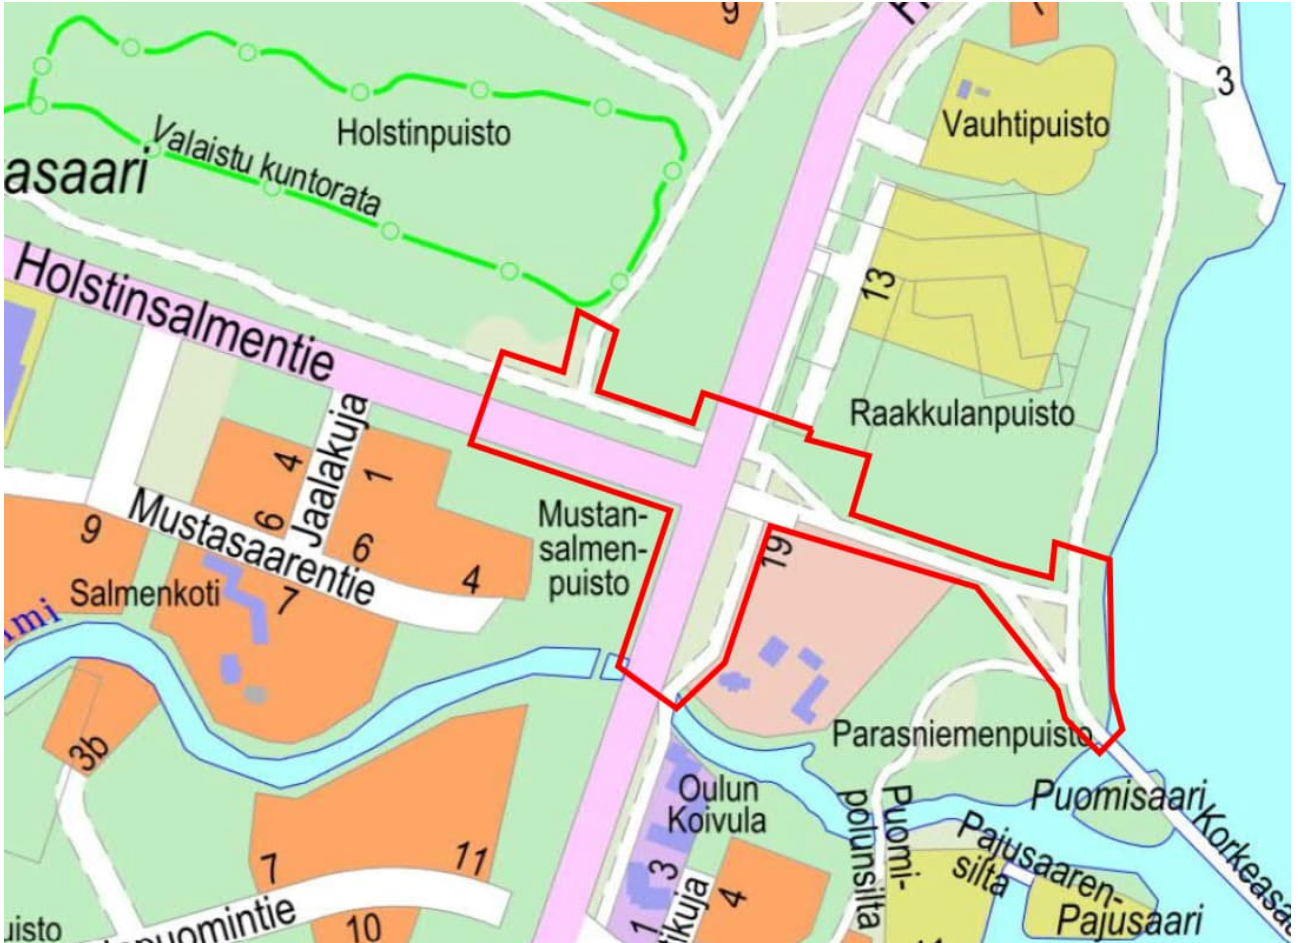 9
3
Vauhtipuisto
Holstinpuisto
Valaistu kuntorata
asaari
Holstinsalmentie
13
Raakkulanpuisto
4
Jaalakuja
1
6
6
9
Mustasaarentie
4
Mustan-
salmen-
puisto
19
Salmenkoti
7
3b
Parasniemenpuisto
Oulun
Koivula
Puomisaari
Puomi-
polunsilta
Pajusaaren-
silta
Pajusaari
7
11
3
4
1
10